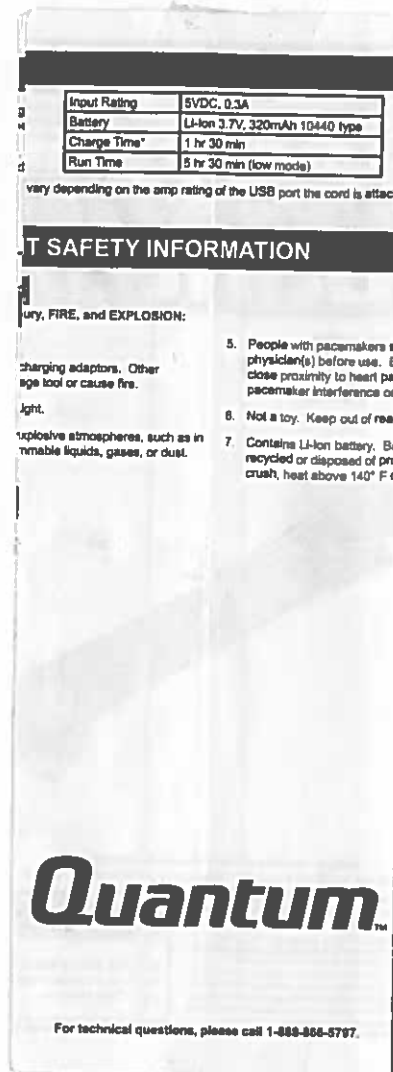 Input Rating 5VDC, 0.3A
Battery Li-Ion 3.7V, 320mAh 10440 type
Charge Time* 1 hr 30 min
Run Time 5 hr 30 min (low mode)
vary depending on the amp rating of the USB port the cord is attac
T SAFETY INFORMATION
ury, FIRE, and EXPLOSION:
charging adaptors. Other
age tool or cause fire.
ight.
explosive atmospheres, such as in
mmable liquids, gases, or dust.
5. People with pacemakers s
physician(s) before use. E
close proximity to heart pa
pacemaker interference or
6. Not a toy. Keep out of rea
7. Contains Li-Ion battery. Ba
recycled or disposed of pr
crush, heat above 140° F
Quantum™
For technical questions, please call 1-888-866-5797.